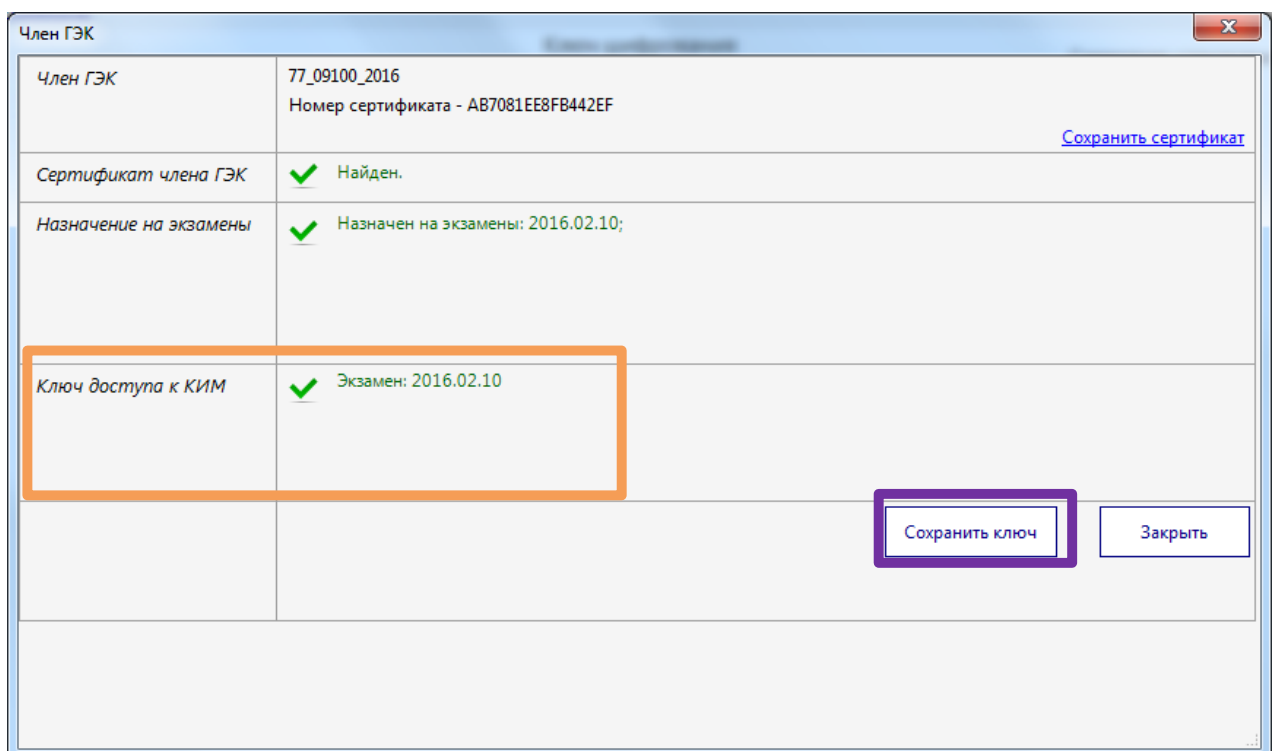 Член ГЭК
Член ГЭК
77_09100_2016
Номер сертификата - AB7081EE8FB442EF
Сохранить сертификат
Сертификат члена ГЭК
Найден.
Назначение на экзамены
Назначен на экзамены: 2016.02.10;
Ключ доступа к КИМ
Экзамен: 2016.02.10
Сохранить ключ
Закрыть